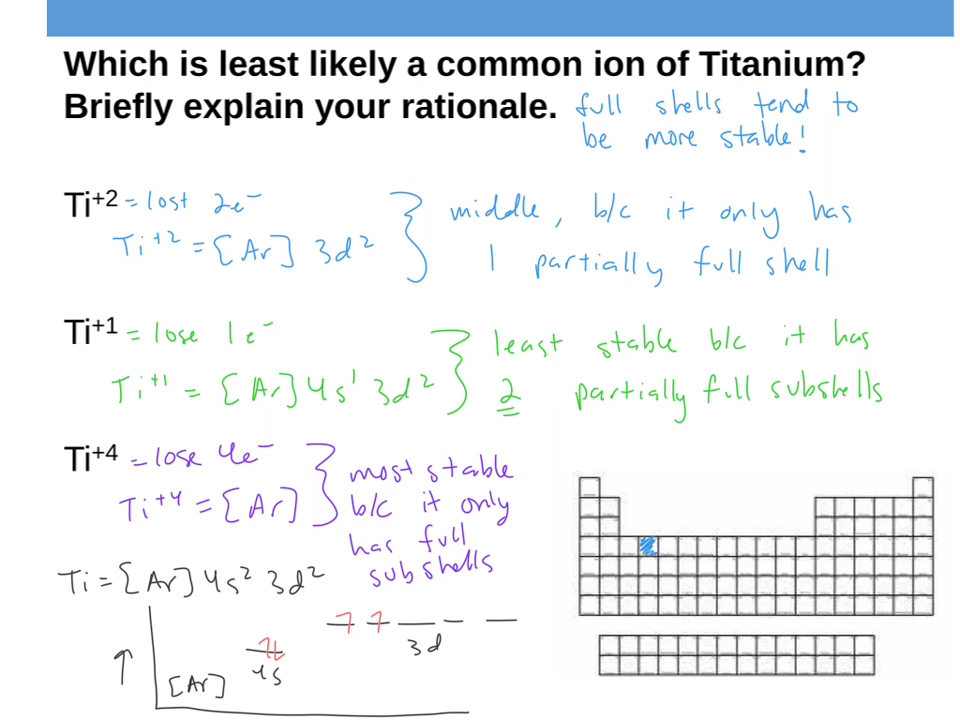 Which is least likely a common ion of Titanium?
Briefly explain your rationale. full shells tend to
be more stable!
Ti+2 = lost 2e⁻
Ti+2 = [Ar] 3d²
middle, b/c it only has
1 partially full shell
Ti+1 = lose 1e⁻
Ti+1 = [Ar] 4s¹ 3d²
least stable b/c it has
2 partially full subshells
Ti+4 = lose 4e⁻
Ti+4 = [Ar]
most stable
b/c it only
has full
subshells
Ti = [Ar] 4s² 3d²
3d
4s
[Ar]